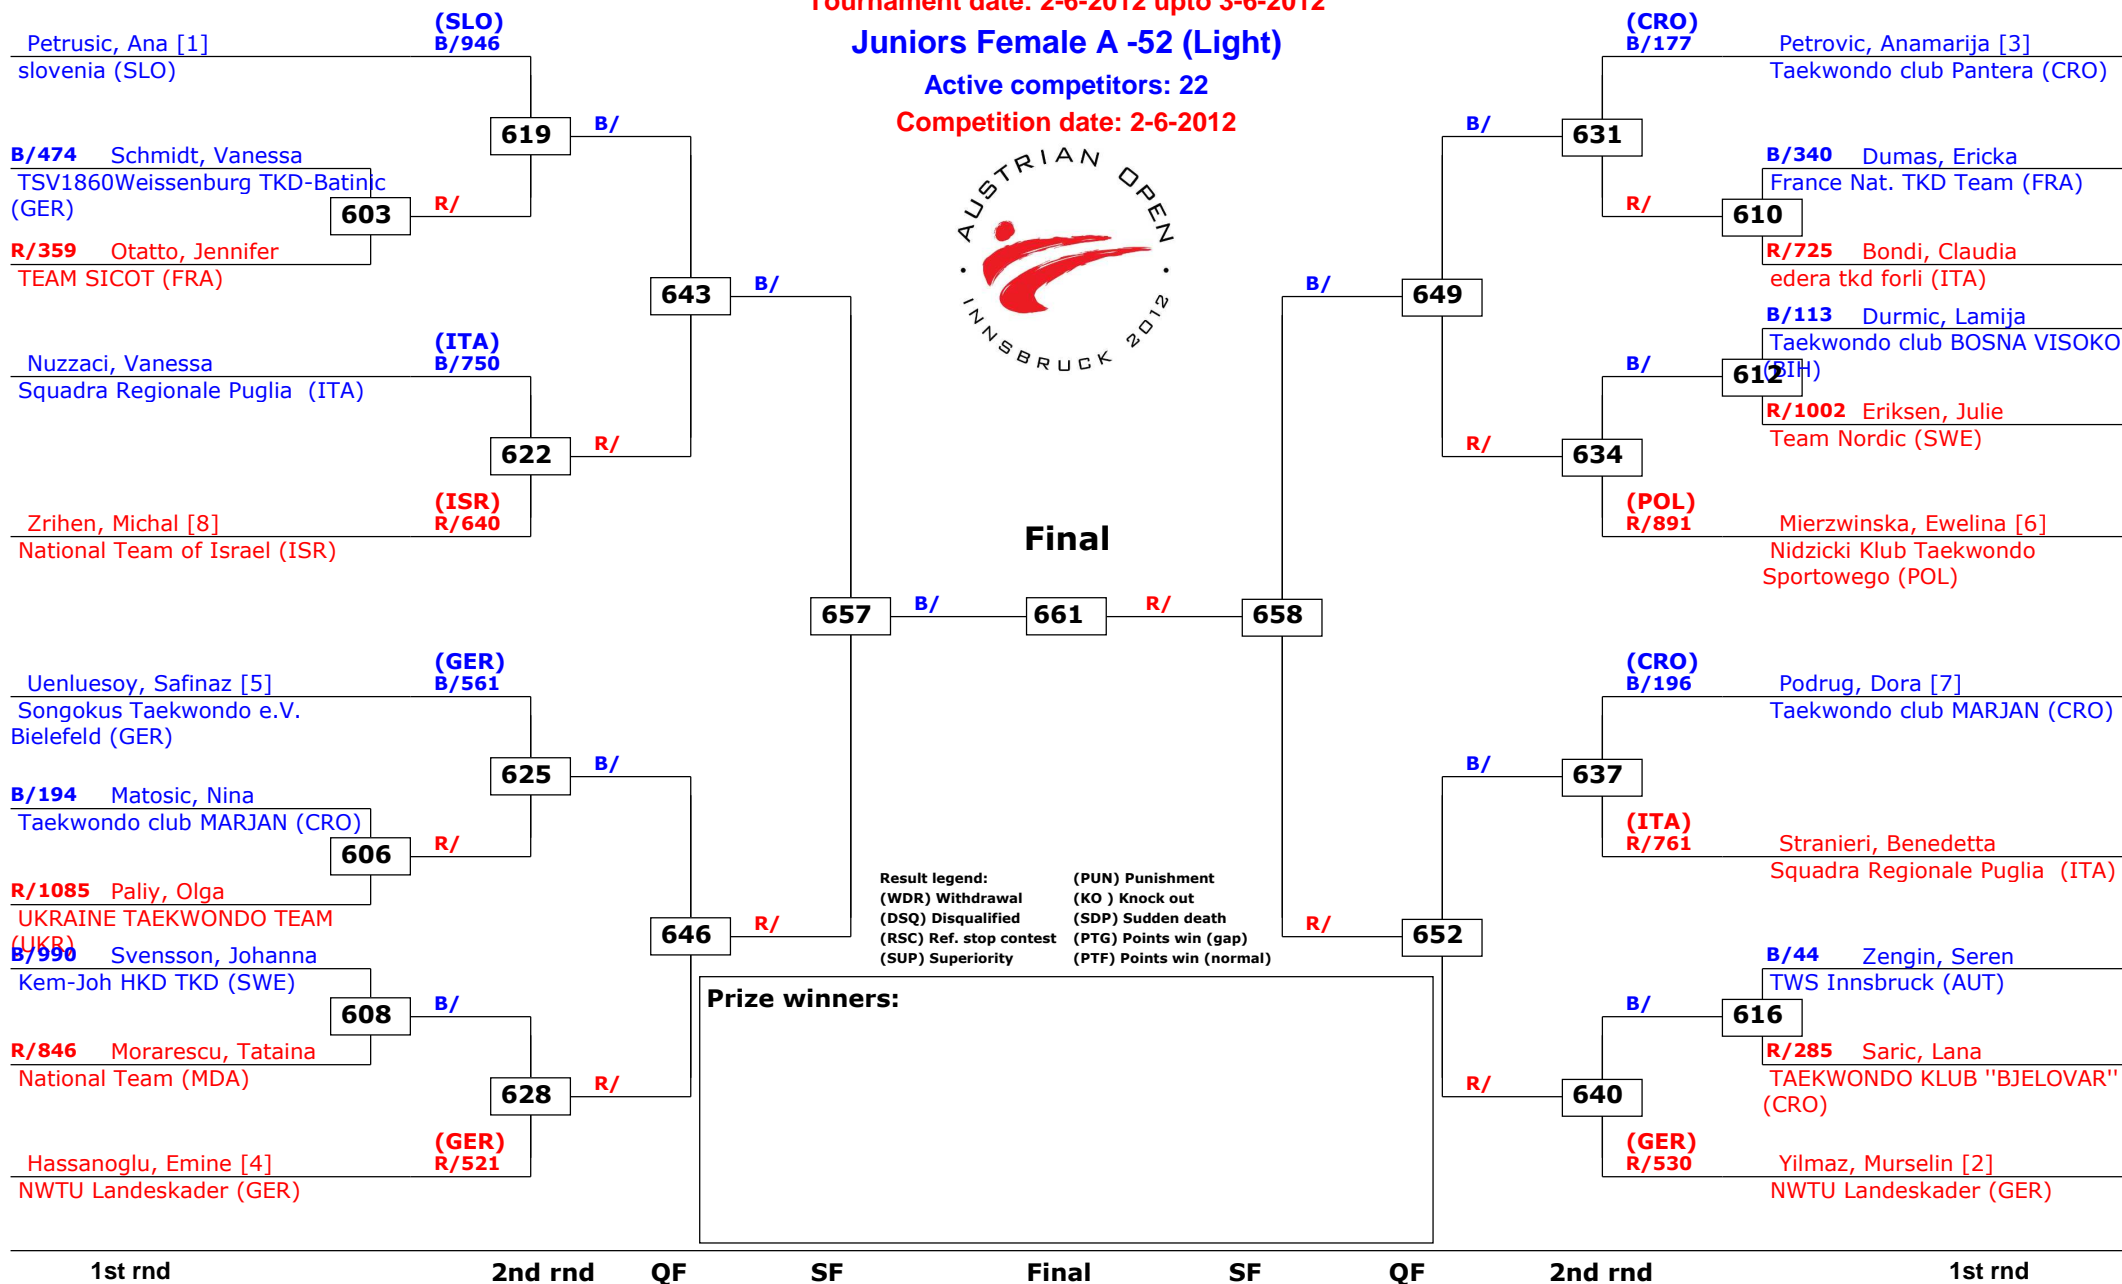 Tournament date: 2-6-2012 upto 3-6-2012
Juniors Female A -52 (Light)
Active competitors: 22
Competition date: 2-6-2012
AUSTRIAN OPEN
· INNSBRUCK 2012 ·
(SLO)
Petrusic, Ana [1] B/946
slovenia (SLO)
619 B/
B/474 Schmidt, Vanessa
TSV1860Weissenburg TKD-Batinic
(GER)
603 R/
R/359 Otatto, Jennifer
TEAM SICOT (FRA)
643 B/
(ITA)
Nuzzaci, Vanessa B/750
Squadra Regionale Puglia (ITA)
622 R/
(ISR)
Zrihen, Michal [8] R/640
National Team of Israel (ISR)
657 B/
(GER)
Uenluesoy, Safinaz [5] B/561
Songokus Taekwondo e.V.
Bielefeld (GER)
625 B/
B/194 Matosic, Nina
Taekwondo club MARJAN (CRO)
606 R/
R/1085 Paliy, Olga
UKRAINE TAEKWONDO TEAM
(UKR)
646 R/
B/990 Svensson, Johanna
Kem-Joh HKD TKD (SWE)
608 B/
R/846 Morarescu, Tataina
National Team (MDA)
628 R/
(GER)
Hassanoglu, Emine [4] R/521
NWTU Landeskader (GER)
Final
661
(CRO)
B/177 Petrovic, Anamarija [3]
Taekwondo club Pantera (CRO)
B/ 631
B/340 Dumas, Ericka
France Nat. TKD Team (FRA)
R/ 610
R/725 Bondi, Claudia
edera tkd forli (ITA)
B/ 649
B/113 Durmic, Lamija
Taekwondo club BOSNA VISOKO
(BIH)
B/ 612
R/1002 Eriksen, Julie
Team Nordic (SWE)
R/ 634
(POL)
R/891 Mierzwinska, Ewelina [6]
Nidzicki Klub Taekwondo
Sportowego (POL)
R/ 658
(CRO)
B/196 Podrug, Dora [7]
Taekwondo club MARJAN (CRO)
B/ 637
(ITA)
R/761 Stranieri, Benedetta
Squadra Regionale Puglia (ITA)
R/ 652
B/44 Zengin, Seren
TWS Innsbruck (AUT)
B/ 616
R/285 Saric, Lana
TAEKWONDO KLUB "BJELOVAR"
(CRO)
R/ 640
(GER)
R/530 Yilmaz, Murselin [2]
NWTU Landeskader (GER)
Result legend: (PUN) Punishment
(WDR) Withdrawal (KO ) Knock out
(DSQ) Disqualified (SDP) Sudden death
(RSC) Ref. stop contest (PTG) Points win (gap)
(SUP) Superiority (PTF) Points win (normal)
Prize winners:
1st rnd 2nd rnd QF SF Final SF QF 2nd rnd 1st rnd